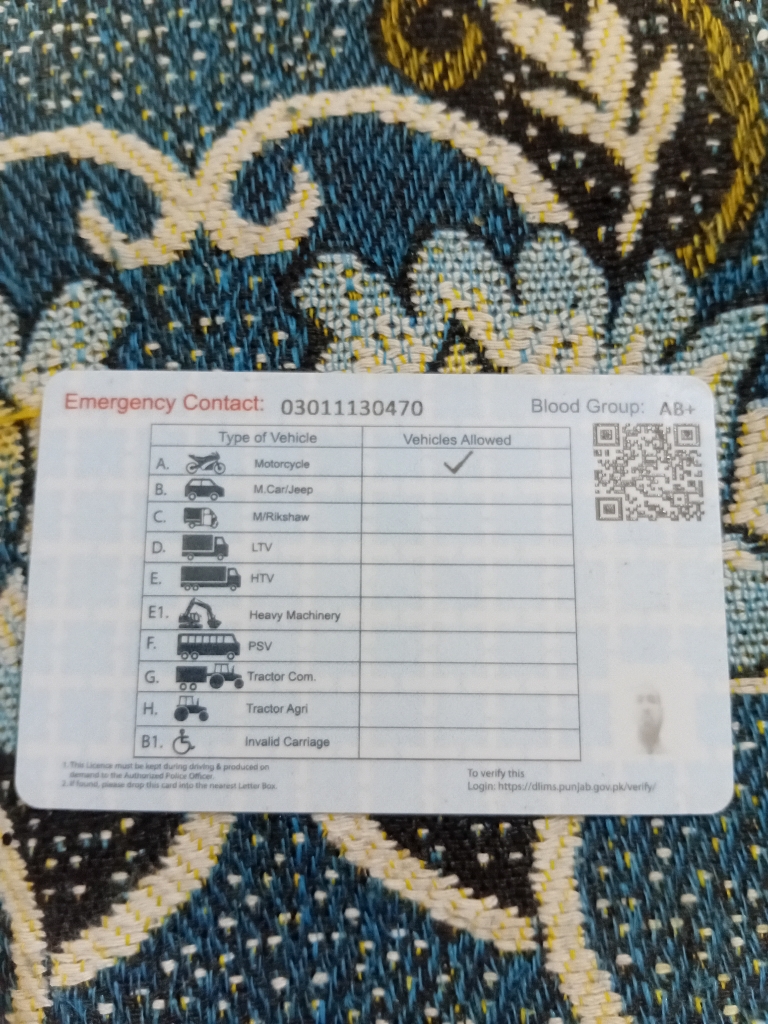 Emergency Contact: 03011130470 Blood Group: AB+
Type of Vehicle Vehicles Allowed
A. Motorcycle ✓
B. M.Car/Jeep
C. M/Rikshaw
D. LTV
E. HTV
E1. Heavy Machinery
F. PSV
G. Tractor Com.
H. Tractor Agri
B1. Invalid Carriage
1. This Licence must be kept during driving & produced on
demand to the Authorized Police Officer.
2. If found, please drop this card into the nearest Letter Box.
To verify this
Login: https://dlims.punjab.gov.pk/verify/